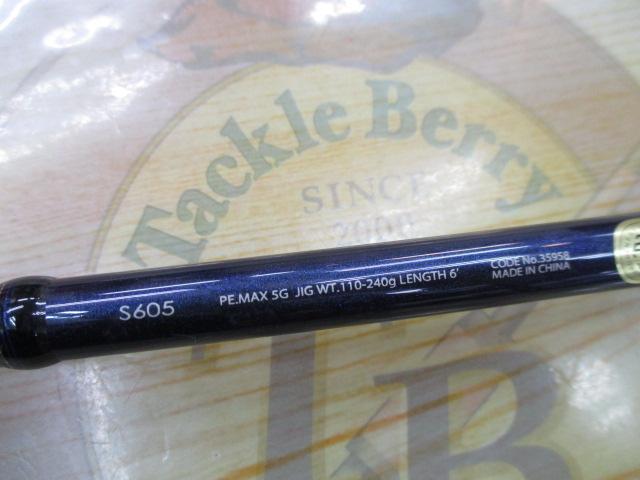 Tackle Berry
SINCE
2000
S605 PE.MAX 5G JIG WT.110-240g LENGTH 6'
CODE No.35958
MADE IN CHINA